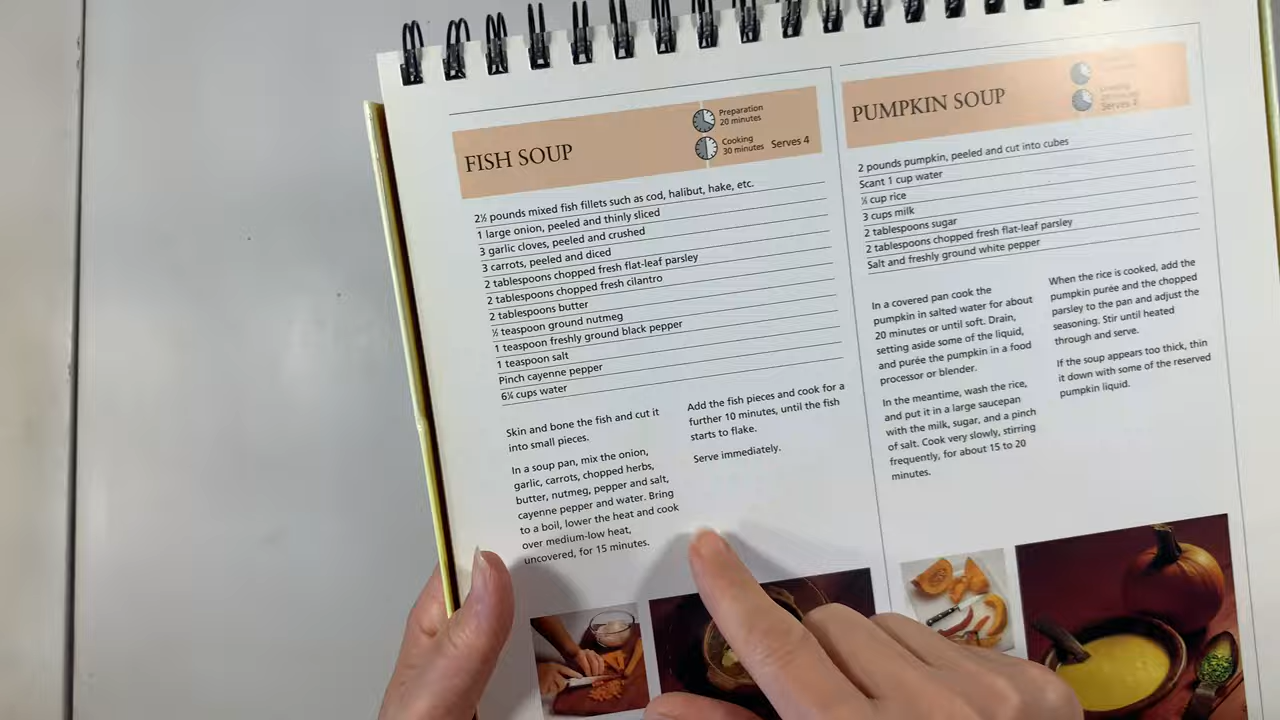 FISH SOUP
Preparation
20 minutes
Cooking
30 minutes
Serves 4
2½ pounds mixed fish fillets such as cod, halibut, hake, etc.
1 large onion, peeled and thinly sliced
3 garlic cloves, peeled and crushed
3 carrots, peeled and diced
2 tablespoons chopped fresh flat-leaf parsley
2 tablespoons chopped fresh cilantro
2 tablespoons butter
teaspoon ground nutmeg
1 teaspoon freshly ground black pepper
1 teaspoon salt
Pinch cayenne pepper
cups water
Skin and bone the fish and cut it
into small pieces.
In a soup pan, mix the onion,
garlic, carrots, chopped herbs,
butter, nutmeg, pepper and salt,
cayenne pepper and water. Bring
to a boil, lower the heat and cook
over medium-low heat,
uncovered, for 15 minutes.
Add the fish pieces and cook for a
further 10 minutes, until the fish
starts to flake.
Serve immediately.
PUMPKIN SOUP
Cooking
Serves
2 pounds pumpkin, peeled and cut into cubes
Scant 1 cup water
cup rice
3 cups milk
2 tablespoons sugar
2 tablespoons chopped fresh flat-leaf parsley
Salt and freshly ground white pepper
In a covered pan cook the
pumpkin in salted water for about
20 minutes or until soft. Drain,
setting aside some of the liquid,
and purée the pumpkin in a food
processor or blender.
In the meantime, wash the rice,
and put it in a large saucepan
with the milk, sugar, and a pinch
of salt. Cook very slowly, stirring
frequently, for about 15 to 20
minutes.
When the rice is cooked, add the
pumpkin purée and the chopped
parsley to the pan and adjust the
seasoning. Stir until heated
through and serve.
If the soup appears too thick, thin
it down with some of the reserved
pumpkin liquid.